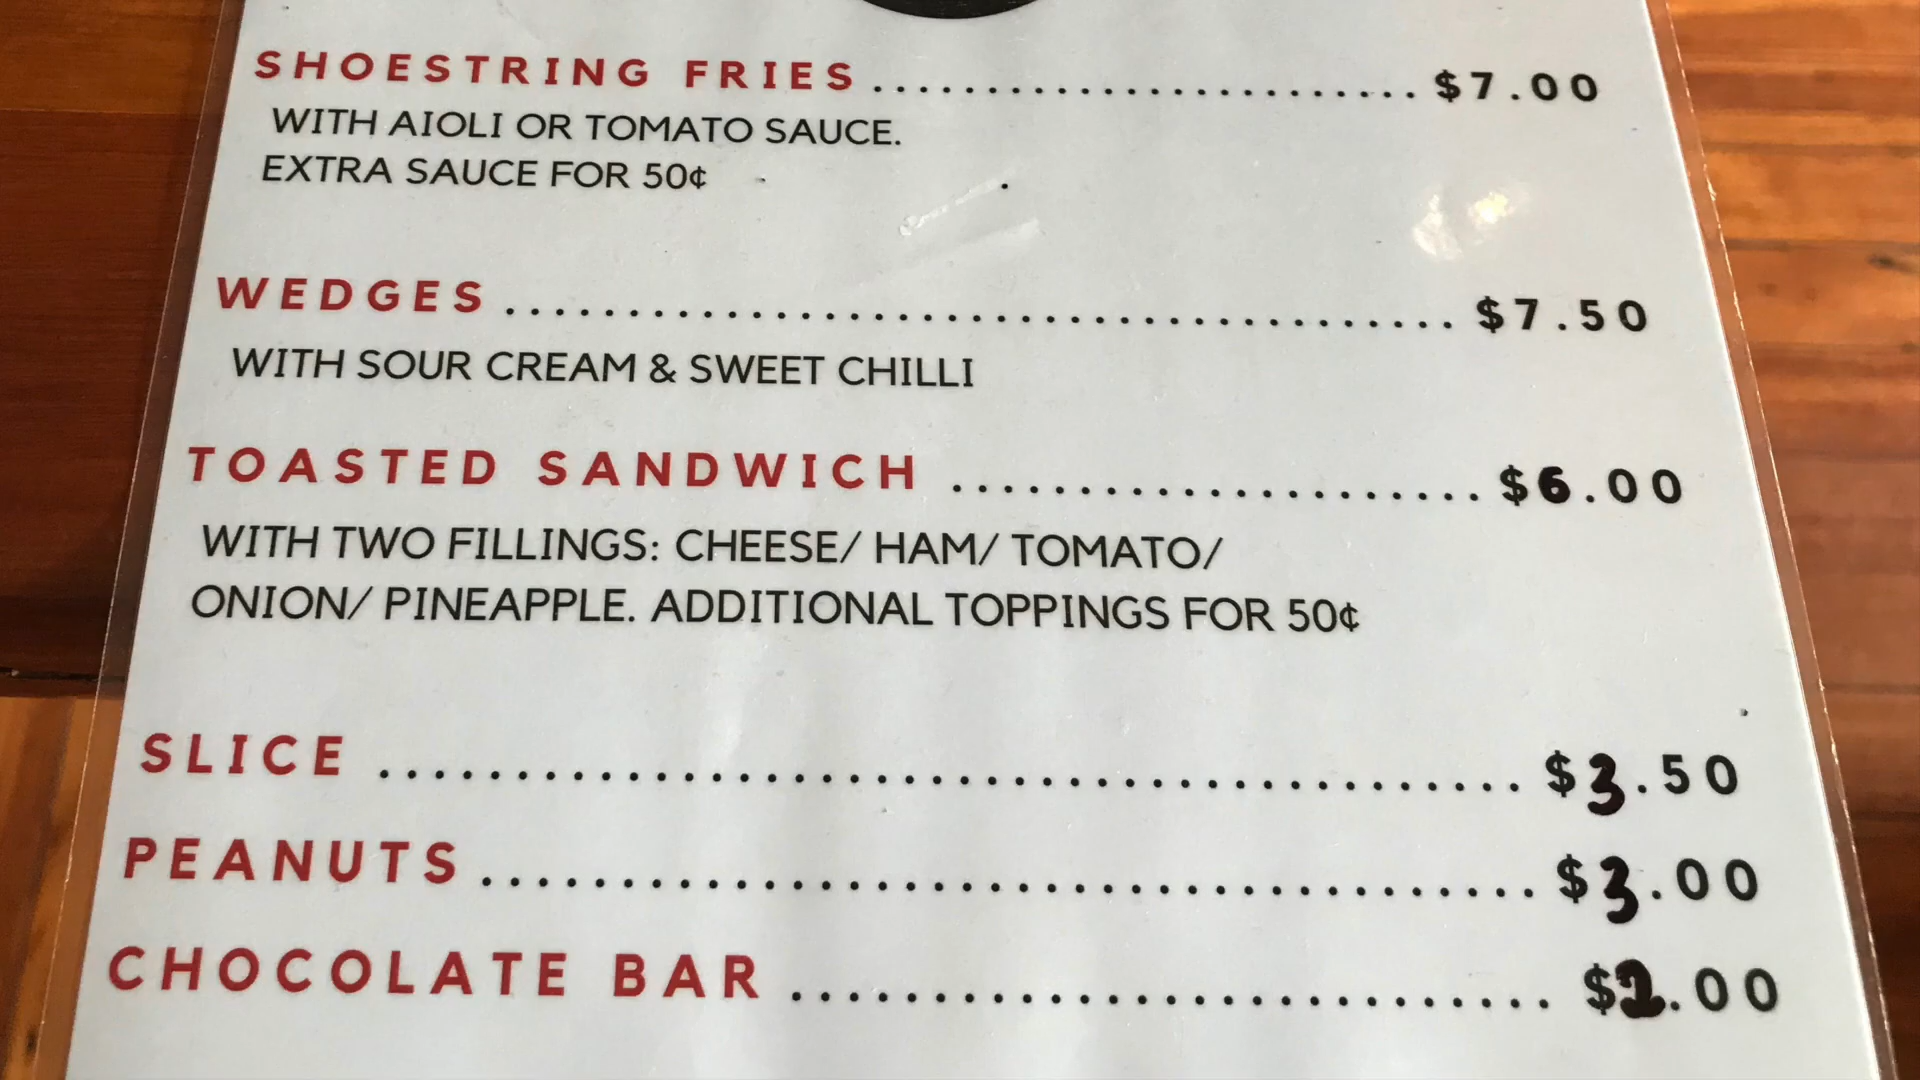 SHOESTRING FRIES ........................ $7.00
WITH AIOLI OR TOMATO SAUCE.
EXTRA SAUCE FOR 50¢
WEDGES .................................. $7.50
WITH SOUR CREAM & SWEET CHILLI
TOASTED SANDWICH ................... $6.00
WITH TWO FILLINGS: CHEESE/ HAM/ TOMATO/
ONION/ PINEAPPLE. ADDITIONAL TOPPINGS FOR 50¢
SLICE ......................................... $3.50
PEANUTS ...................................... $3.00
CHOCOLATE BAR ........................... $2.00